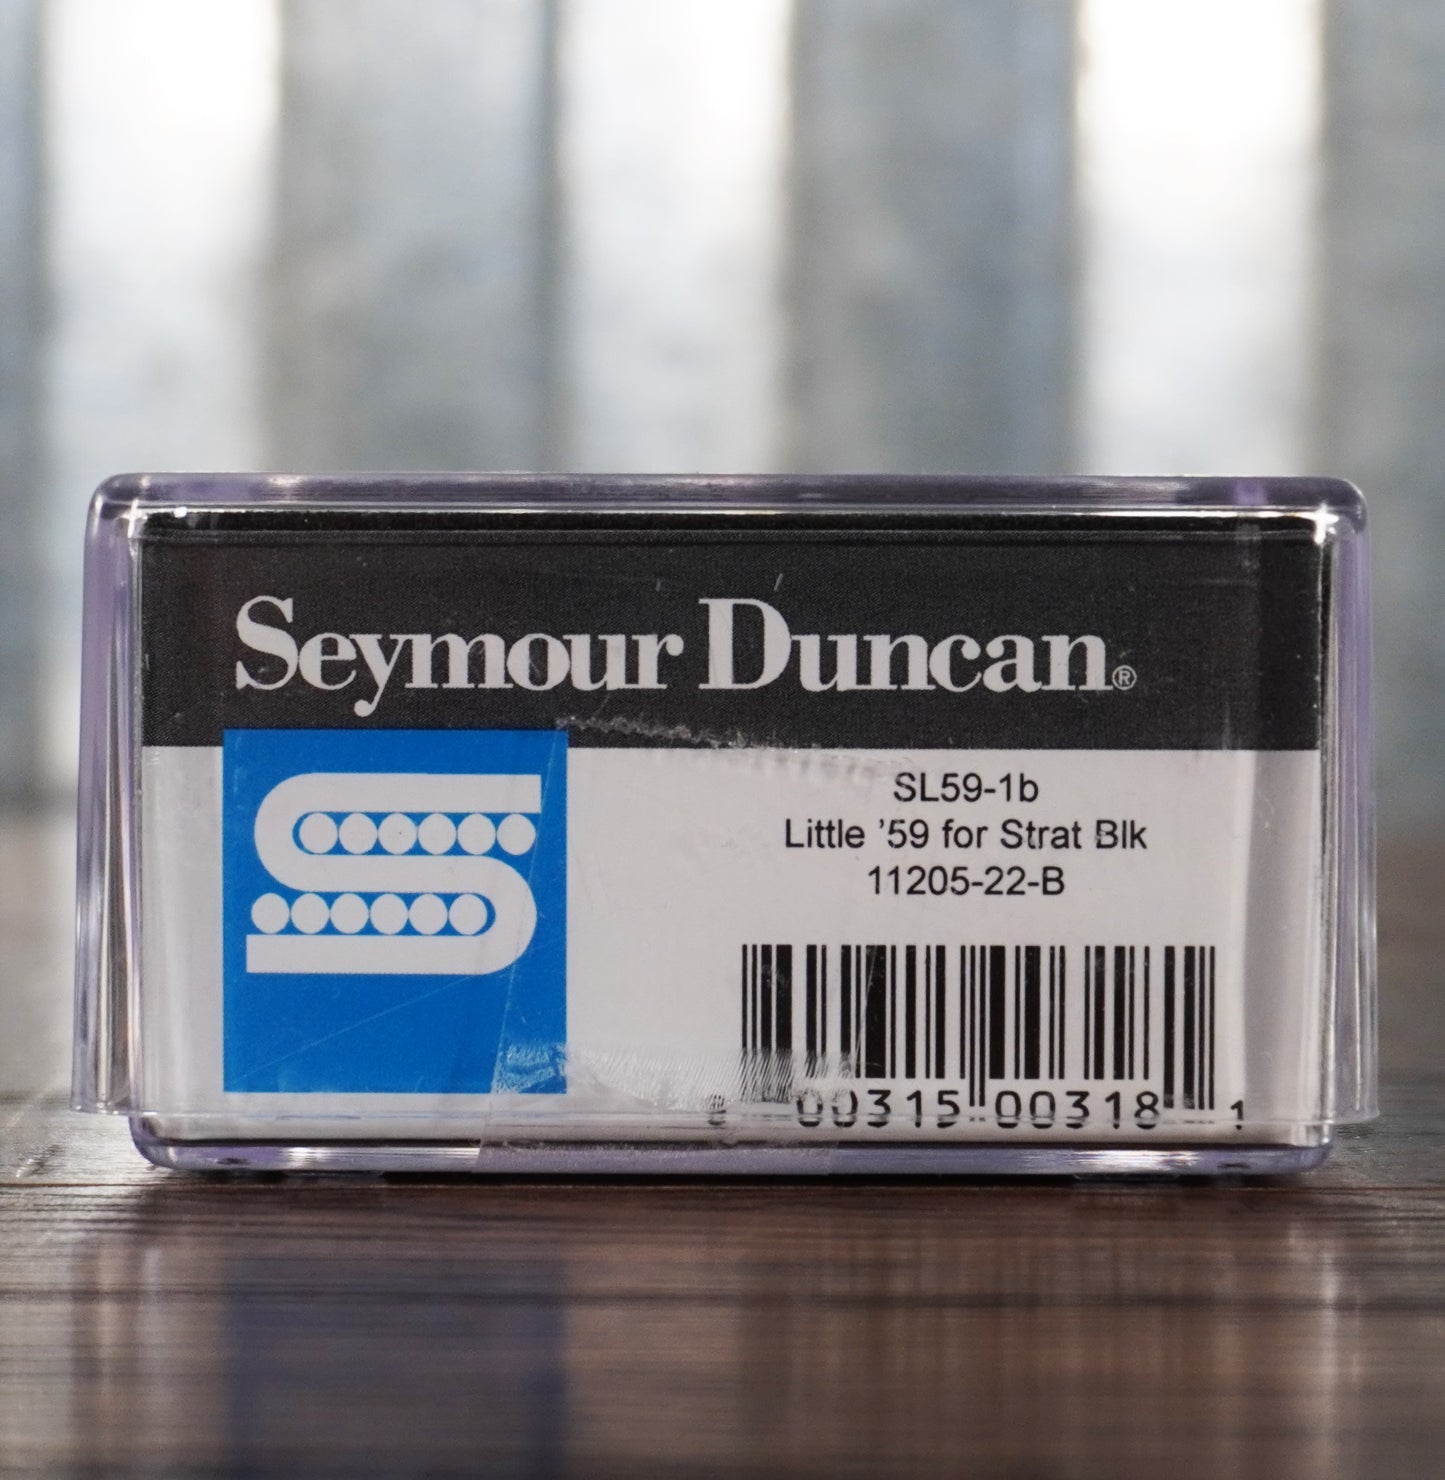 Seymour Duncan®
SL59-1b
Little ’59 for Strat Blk
11205-22-B
00315 00318 1